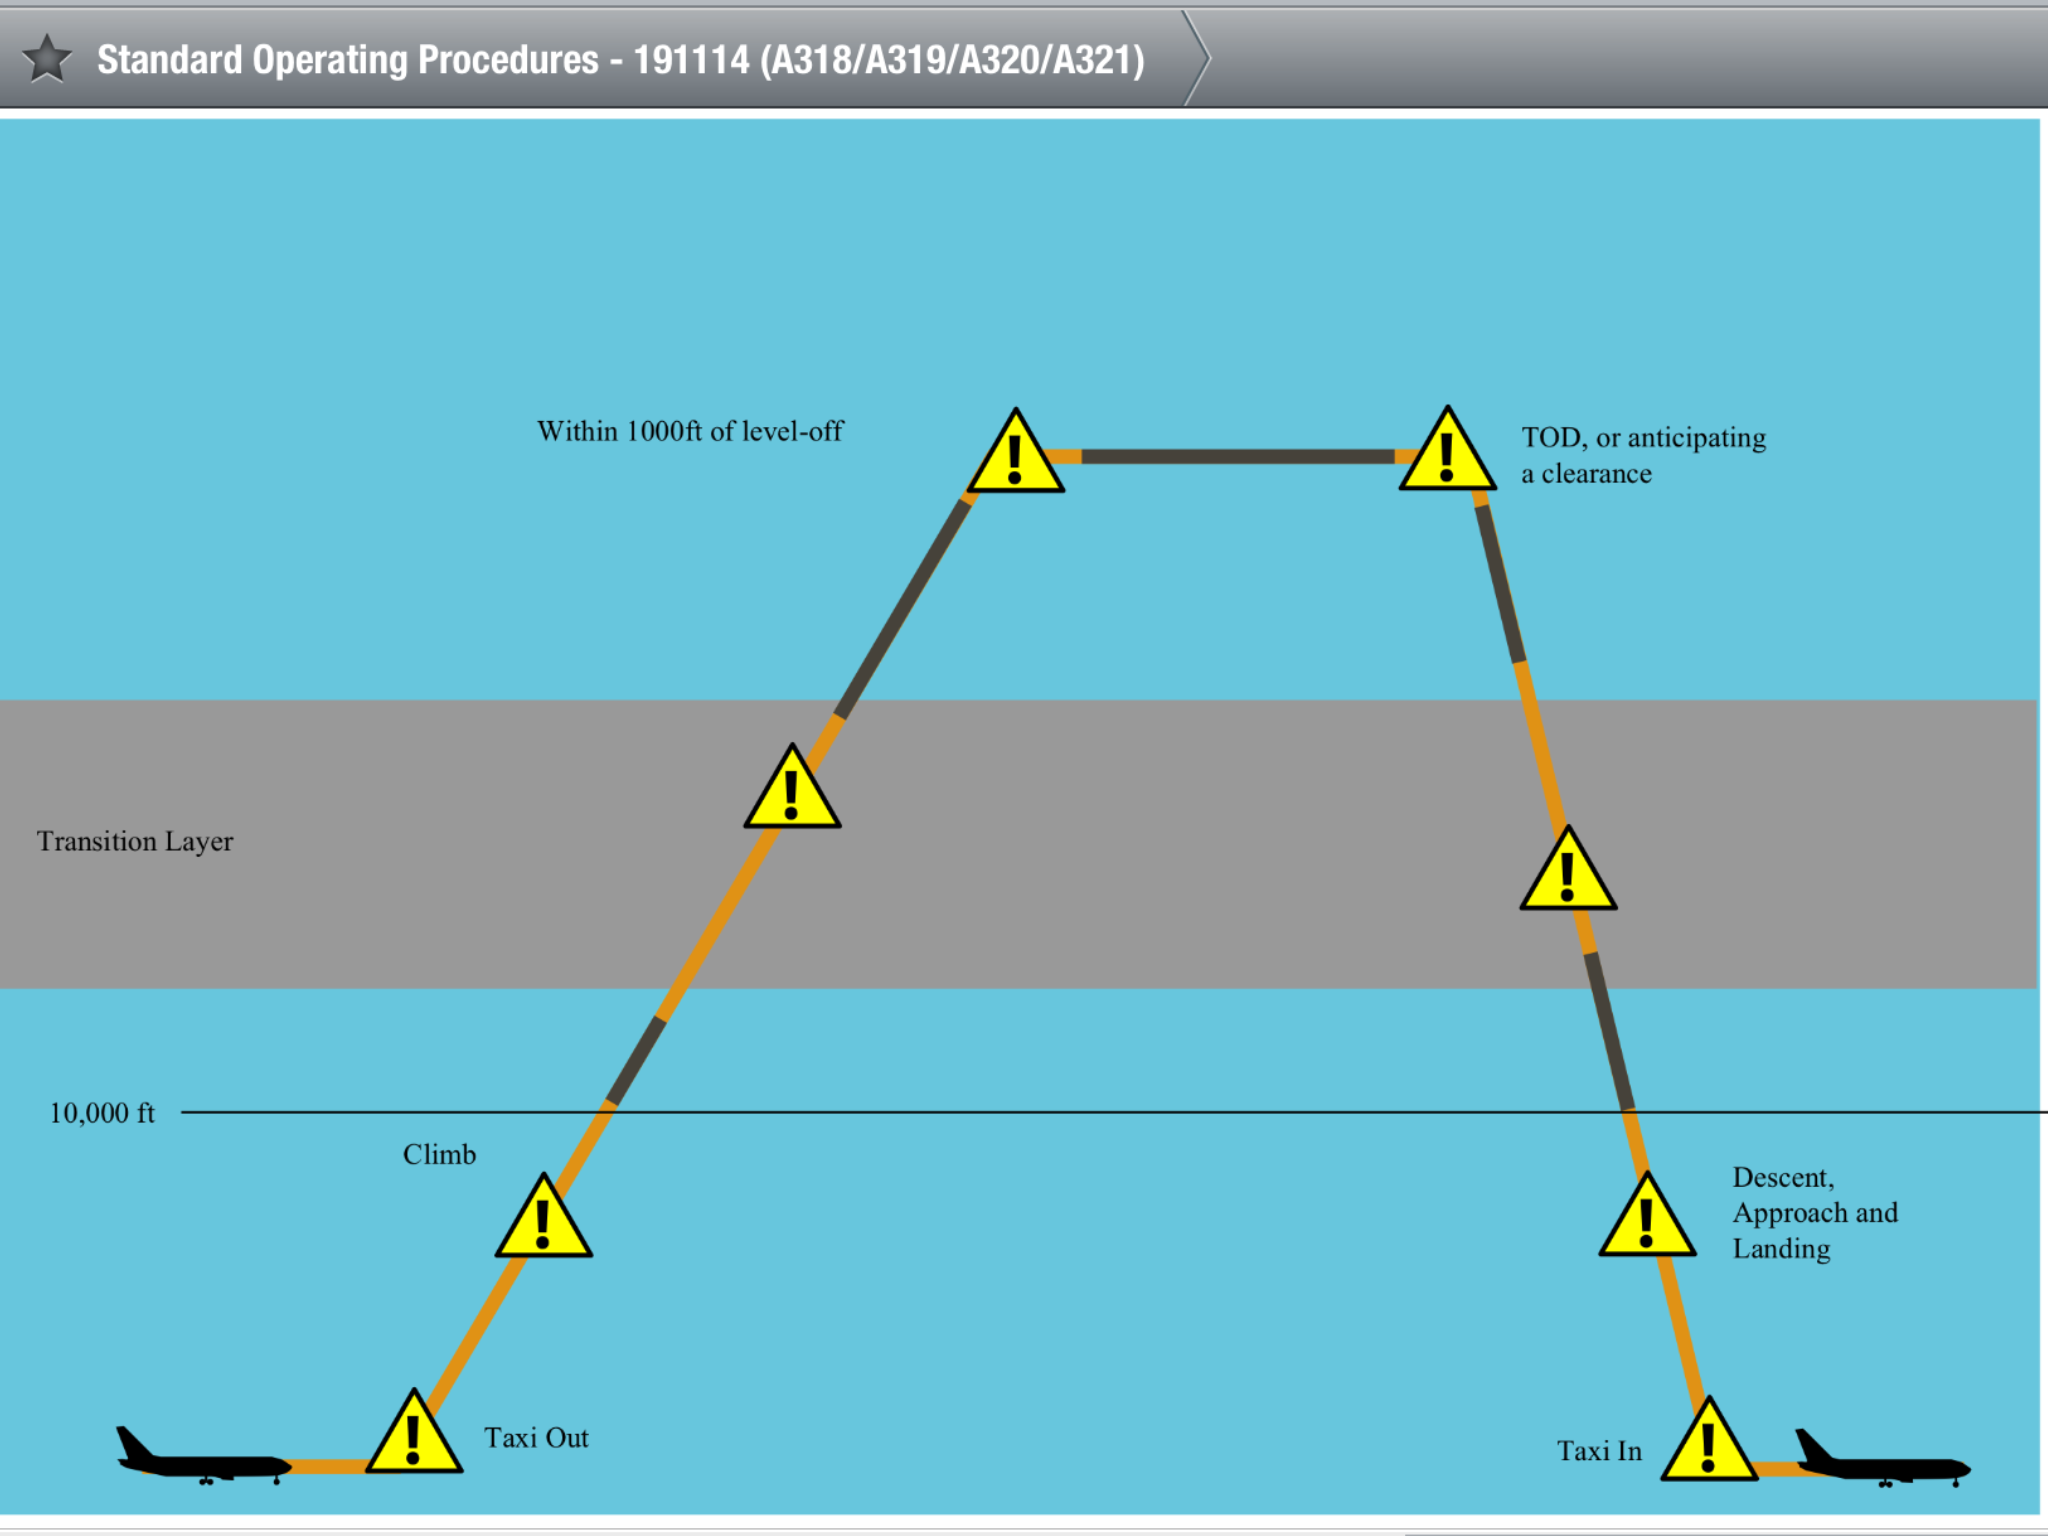 Standard Operating Procedures - 191114 (A318/A319/A320/A321)
Within 1000ft of level-off
TOD, or anticipating
a clearance
Transition Layer
10,000 ft
Climb
Descent,
Approach and
Landing
Taxi Out
Taxi In